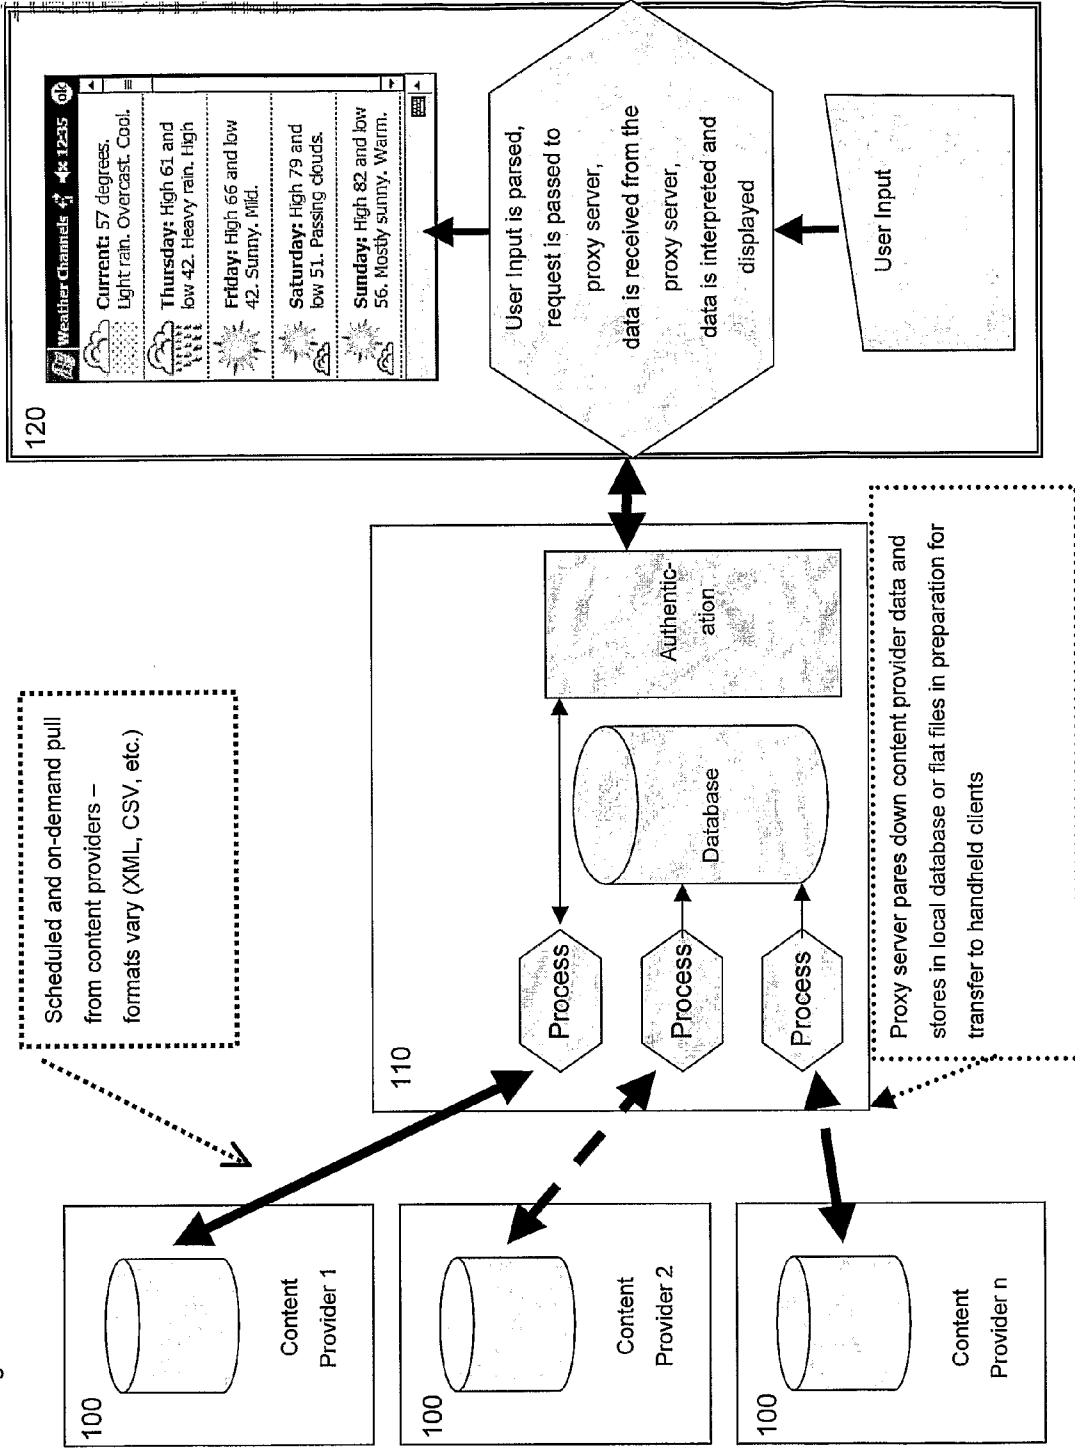 Scheduled and on-demand pull
from content providers –
formats vary (XML, CSV, etc.)
100
Content
Provider 1
100
Content
Provider 2
100
Content
Provider n
110
Process
Process
Process
Database
Authentic-
ation
Proxy server pares down content provider data and
stores in local database or flat files in preparation for
transfer to handheld clients
120
Weather Channels 12:35 ok
Current: 57 degrees.
Light rain. Overcast. Cool.
Thursday: High 61 and
low 42. Heavy rain. High
Friday: High 66 and low
42. Sunny. Mild.
Saturday: High 79 and
low 51. Passing clouds.
Sunday: High 82 and low
56. Mostly sunny. Warm.
User Input is parsed,
request is passed to
proxy server,
data is received from the
proxy server,
data is interpreted and
displayed
User Input